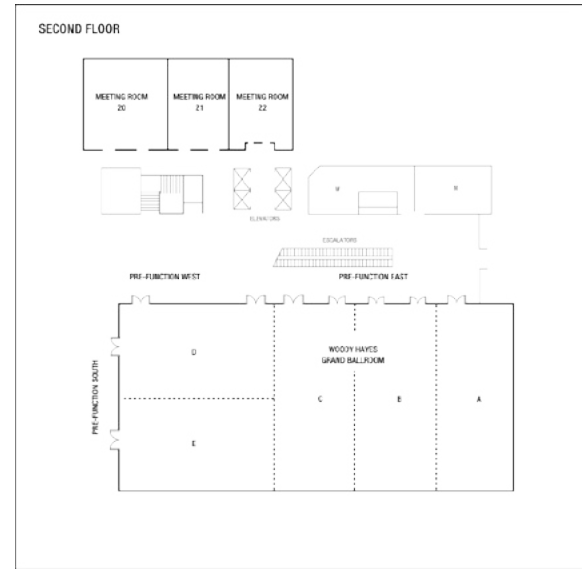 SECOND FLOOR
MEETING ROOM
20
MEETING ROOM
21
MEETING ROOM
22
ELEVATORS
ESCALATORS
PRE-FUNCTION WEST
PRE-FUNCTION EAST
PRE-FUNCTION SOUTH
WOODY HAYES
GRAND BALLROOM
D
E
C
B
A